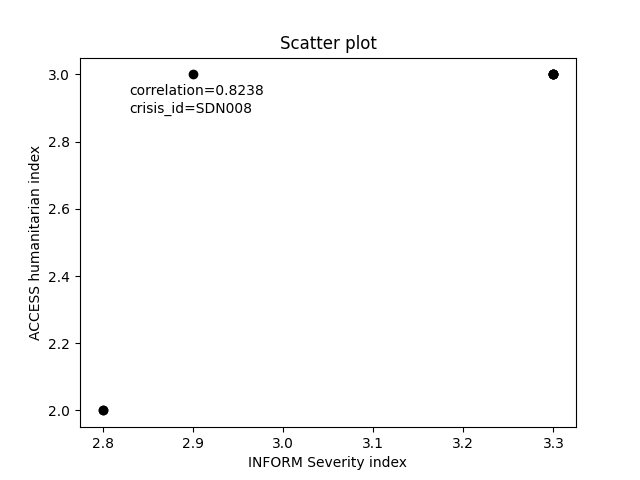 Scatter plot
3.0
correlation=0.8238
crisis_id=SDN008
2.8
2.6
2.4
2.2
2.0
ACCESS humanitarian index
2.8 2.9 3.0 3.1 3.2 3.3
INFORM Severity index